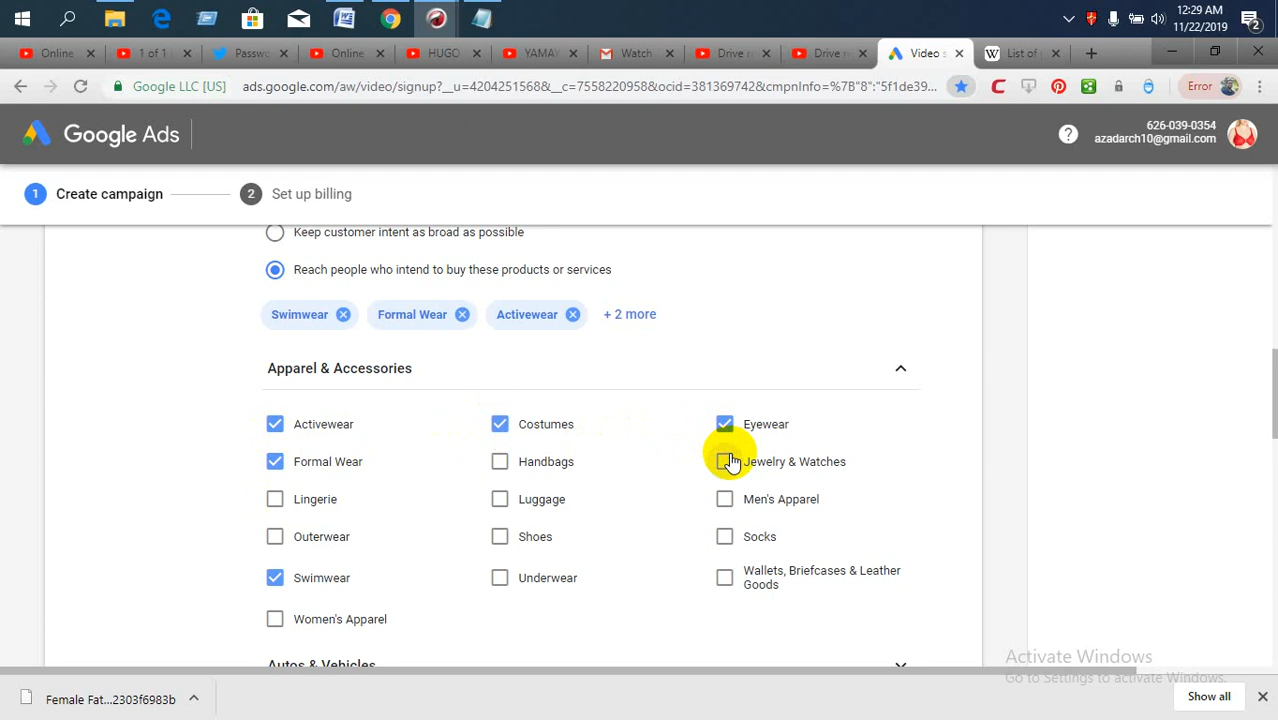 12:29 AM
11/22/2019
2
Online
1 of 1
Passwo
Online
HUGO
YAMAY
Watch
Drive n
Drive n
Video s
List of
Google LLC [US]
ads.google.com/aw/video/signup?__u=4204251568&__c=7558220958&ocid=381369742&cmpnInfo=%7B"8":"5f1de39...
Error
Google Ads
626-039-0354
azadarch10@gmail.com
1 Create campaign
2 Set up billing
Keep customer intent as broad as possible
Reach people who intend to buy these products or services
Swimwear Formal Wear Activewear + 2 more
Apparel & Accessories
Activewear Costumes Eyewear
Formal Wear Handbags Jewelry & Watches
Lingerie Luggage Men's Apparel
Outerwear Shoes Socks
Swimwear Underwear Wallets, Briefcases & Leather
Goods
Women's Apparel
Autos & Vehicles
Activate Windows
Go to Settings to activate Windows.
Female Fat....2303f6983b
Show all